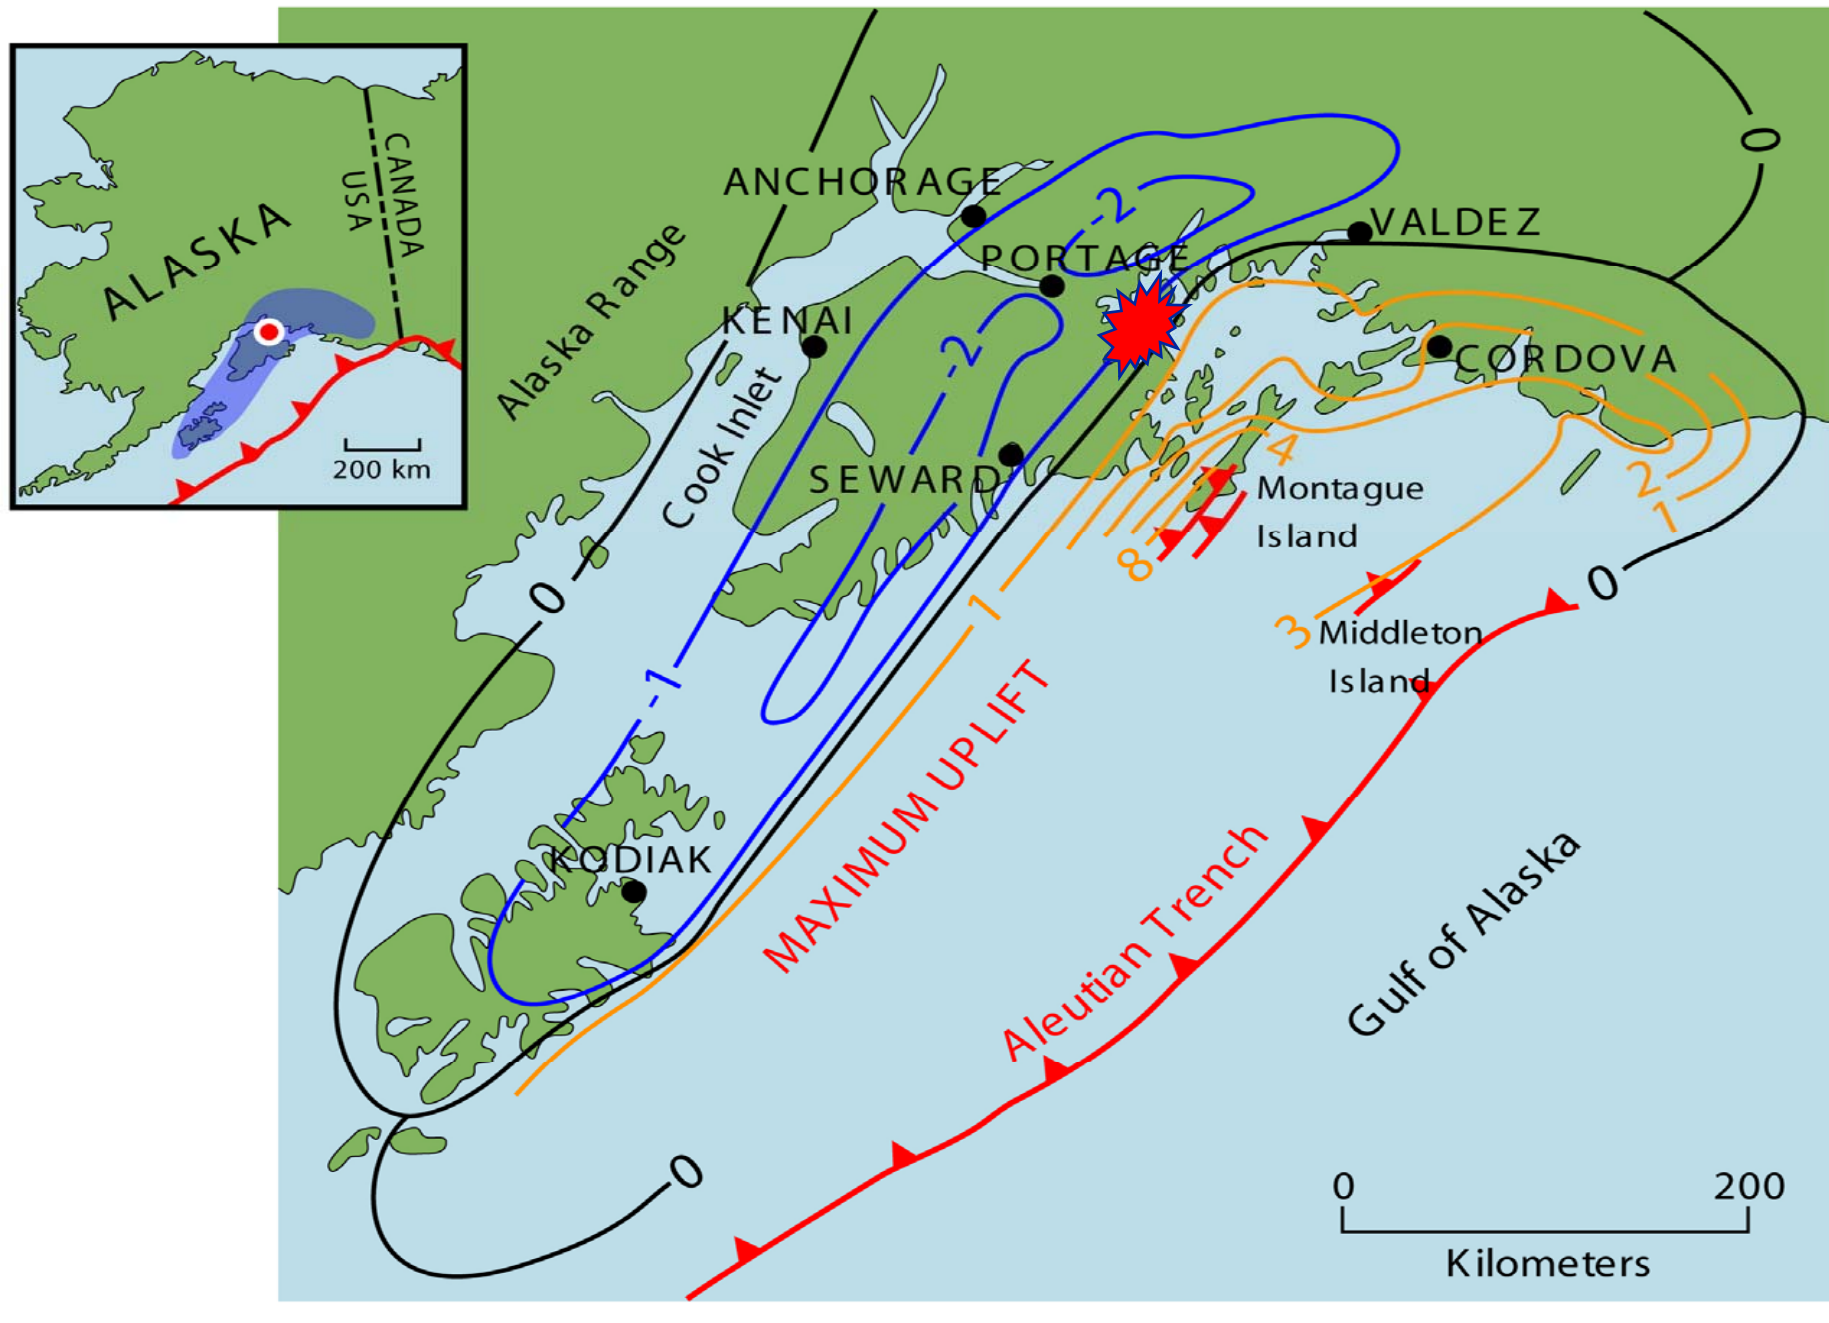 CANADA
USA
ALASKA
200 km
ANCHORAGE
-2
VALDEZ
0
PORTAGE
Alaska Range
KENAI
-2
CORDOVA
Cook Inlet
SEWARD
4
Montague
Island
2
1
8
0
0
1
3
Middleton
Island
-1
MAXIMUM UPLIFT
KODIAK
Aleutian Trench
Gulf of Alaska
0
0
200
Kilometers